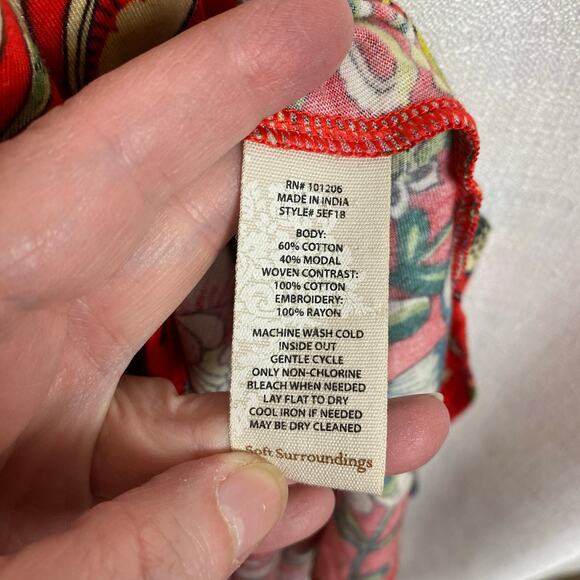 RN# 101206
MADE IN INDIA
STYLE# 5EF18
BODY:
60% COTTON
40% MODAL
WOVEN CONTRAST:
100% COTTON
EMBROIDERY:
100% RAYON
MACHINE WASH COLD
INSIDE OUT
GENTLE CYCLE
ONLY NON-CHLORINE
BLEACH WHEN NEEDED
LAY FLAT TO DRY
COOL IRON IF NEEDED
MAY BE DRY CLEANED
Soft Surroundings